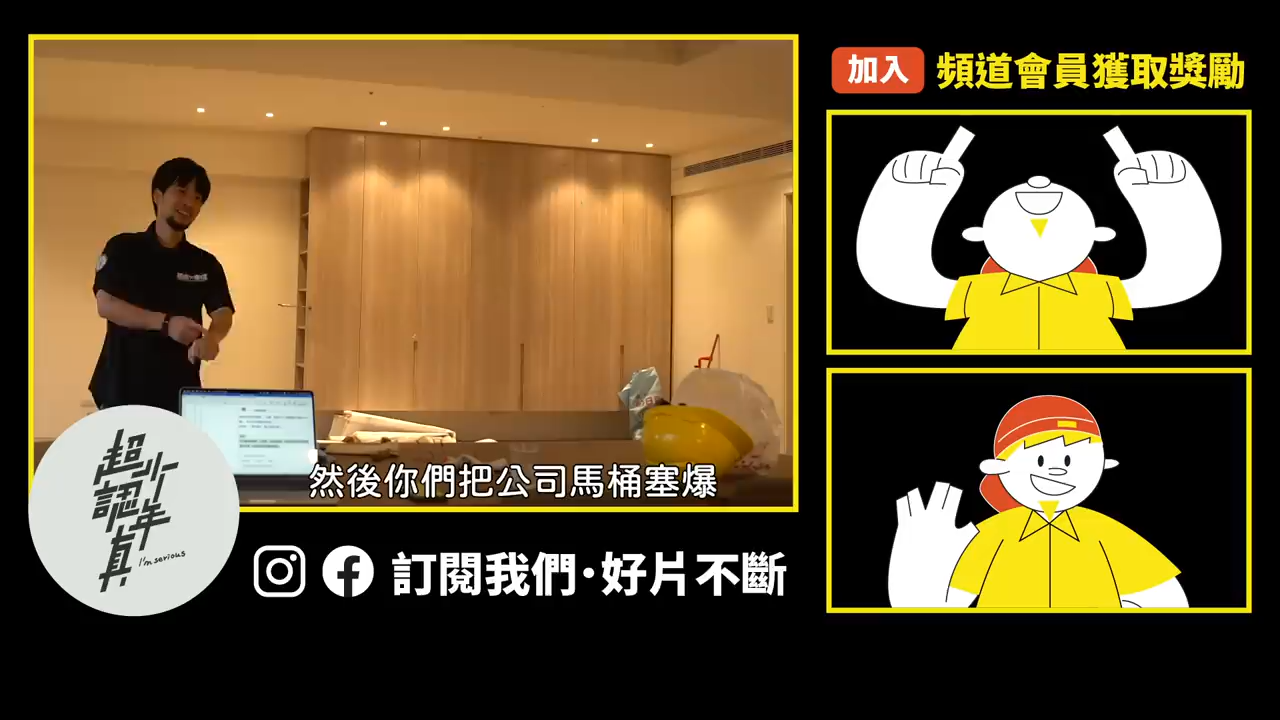 加入 頻道會員獲取獎勵
然後你們把公司馬桶塞爆
超認真少年
I'm serious
訂閱我們·好片不斷